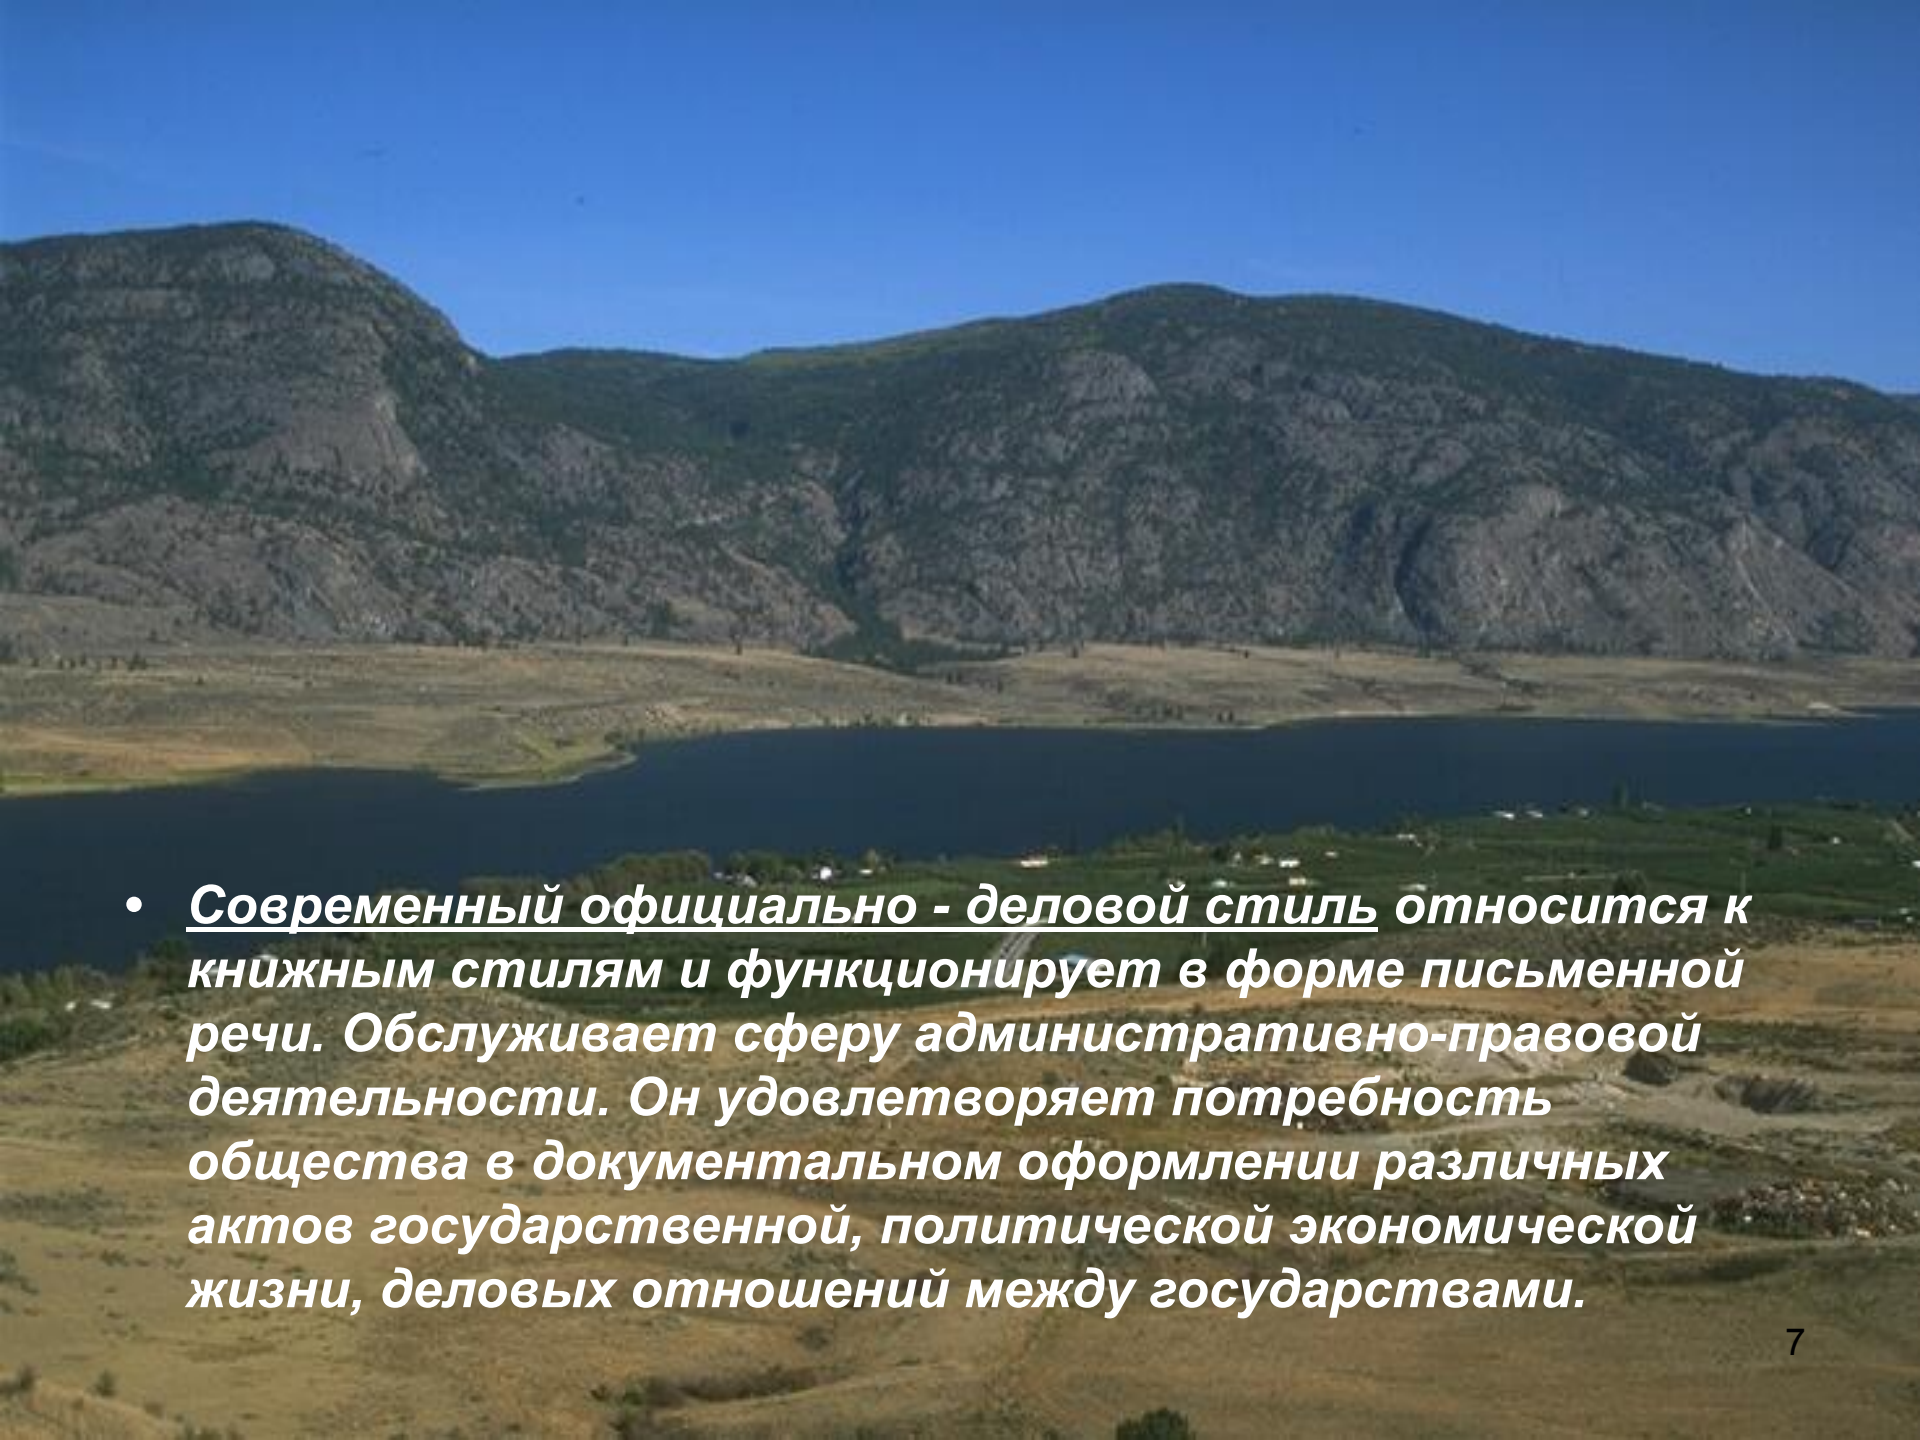 • Современный официально - деловой стиль относится к
книжным стилям и функционирует в форме письменной
речи. Обслуживает сферу административно-правовой
деятельности. Он удовлетворяет потребность
общества в документальном оформлении различных
актов государственной, политической экономической
жизни, деловых отношений между государствами.
7